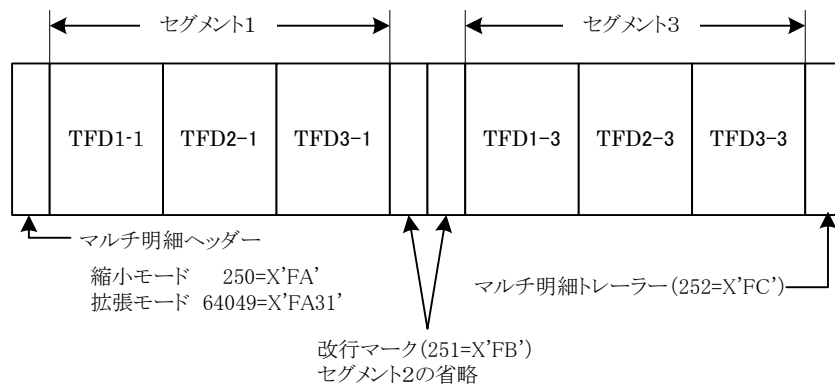 セグメント1
セグメント3
TFD1-1
TFD2-1
TFD3-1
TFD1-3
TFD2-3
TFD3-3
マルチ明細ヘッダー
縮小モード 250=X'FA'
拡張モード 64049=X'FA31'
マルチ明細トレーラー(252=X'FC')
改行マーク(251=X'FB')
セグメント2の省略